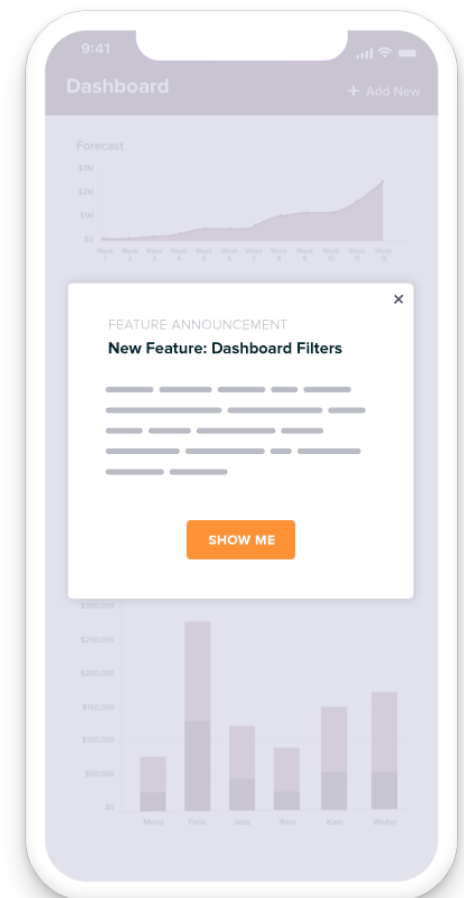 9:41
Dashboard
+ Add New
Forecast
$3M
$2M
$1M
$0
Week 1 Week 2 Week 3 Week 4 Week 5 Week 6 Week 7 Week 8 Week 9 Week 10 Week 11 Week 12
×
FEATURE ANNOUNCEMENT
New Feature: Dashboard Filters
SHOW ME
$300,000
$250,000
$200,000
$150,000
$100,000
$50,000
$0
Mona Felix Jess Ravi Kam Walter